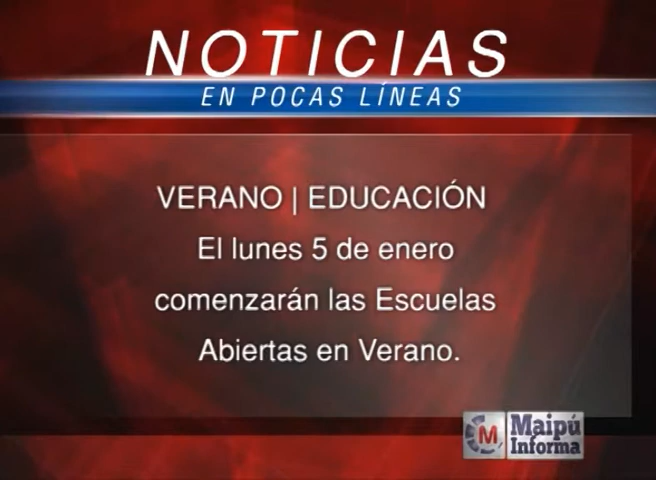 NOTICIAS
EN POCAS LÍNEAS
VERANO | EDUCACIÓN
El lunes 5 de enero
comenzarán las Escuelas
Abiertas en Verano.
M
Maipú
Informa